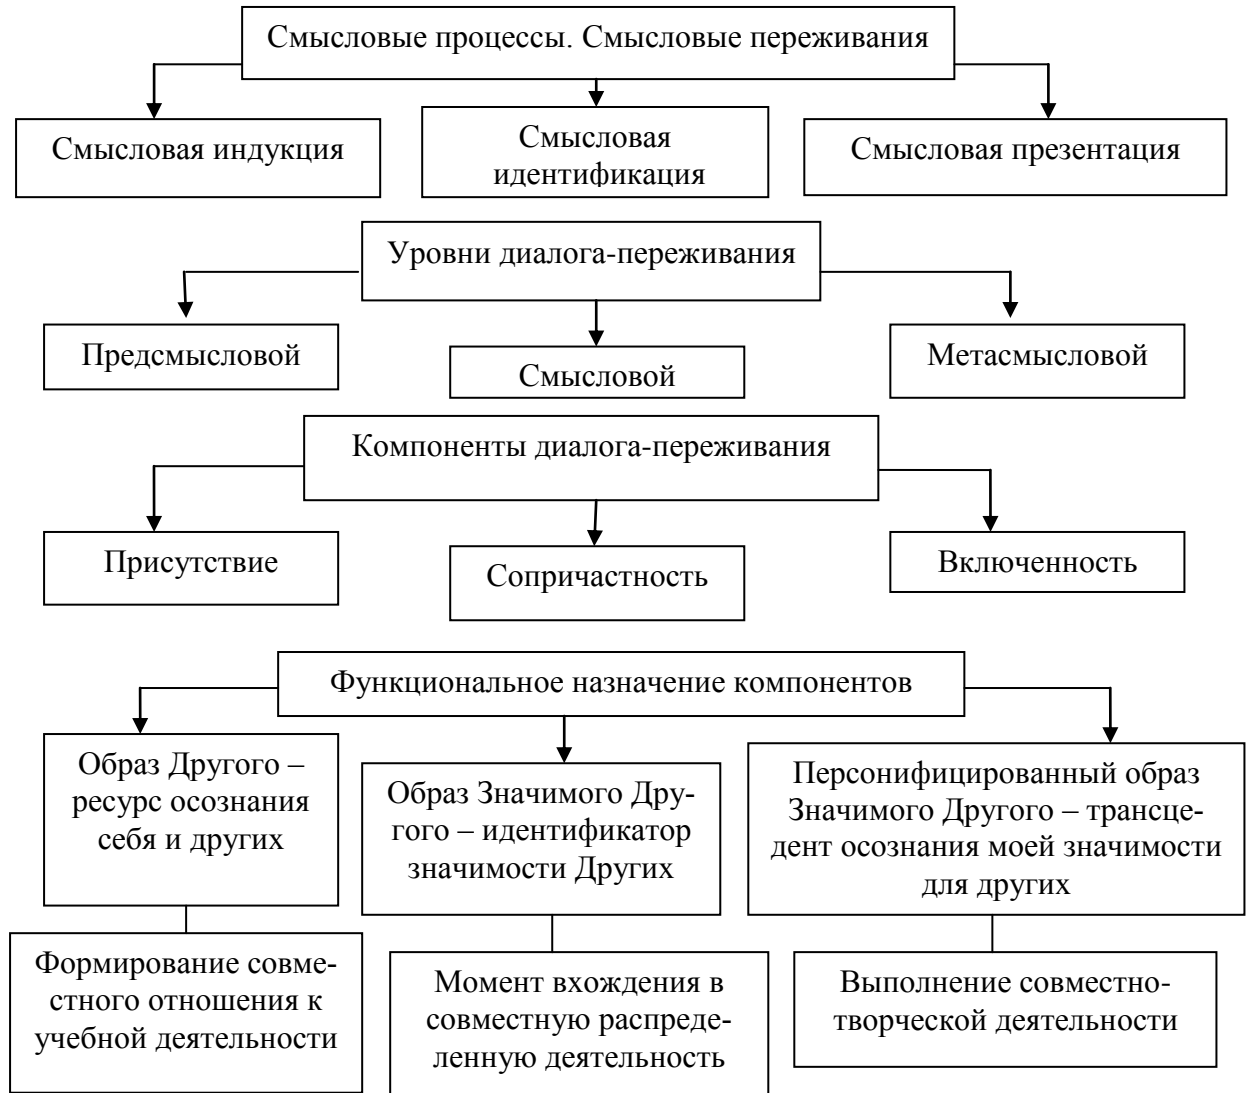 Смысловые процессы. Смысловые переживания
Смысловая индукция
Смысловая
идентификация
Смысловая презентация
Уровни диалога-переживания
Предсмысловой
Смысловой
Метасмысловой
Компоненты диалога-переживания
Присутствие
Сопричастность
Включенность
Функциональное назначение компонентов
Образ Другого –
ресурс осознания
себя и других
Образ Значимого Дру-
гого – идентификатор
значимости Других
Персонифицированный образ
Значимого Другого – трансце-
дент осознания моей значимости
для других
Формирование совме-
стного отношения к
учебной деятельности
Момент вхождения в
совместную распреде-
ленную деятельность
Выполнение совместно-
творческой деятельности